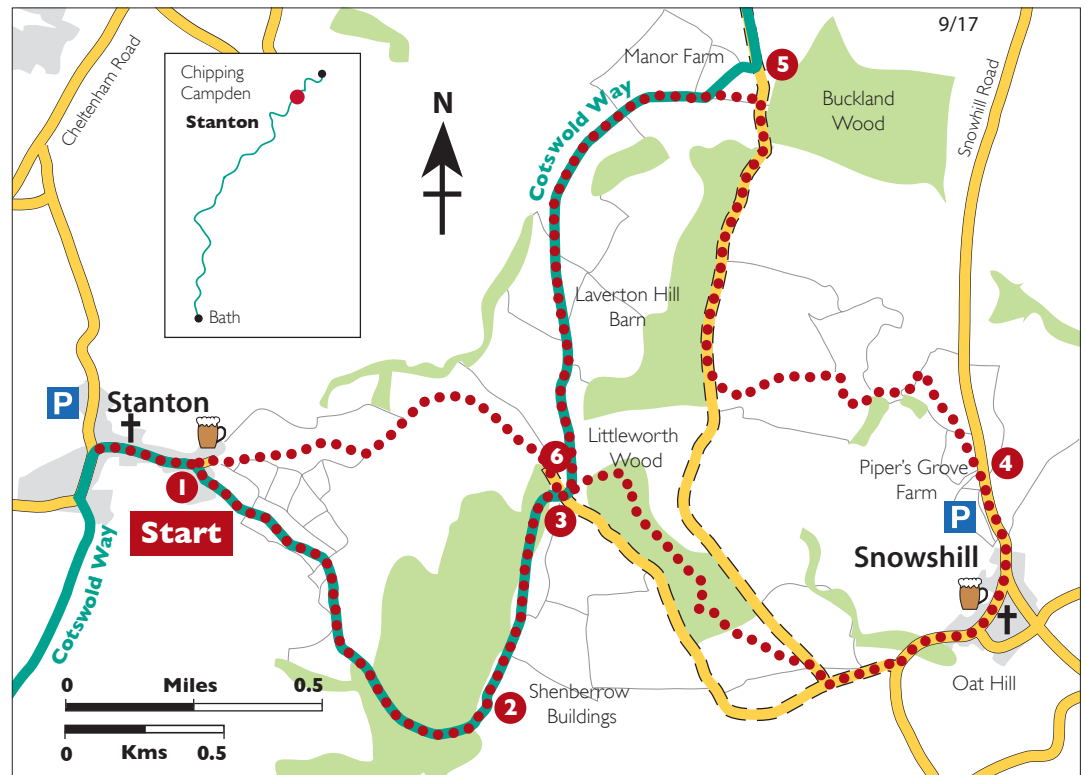 9/17
Cheltenham Road
Chipping
Campden
Stanton
Bath
N
Manor Farm
5
Buckland
Wood
Snowhill Road
Cotswold Way
Laverton Hill
Barn
P
Stanton
1
Start
Cotswold Way
6
Littleworth
Wood
3
4
Piper's Grove
Farm
P
Snowshill
Oat Hill
2
Shenberrow
Buildings
0 Miles 0.5
0 Kms 0.5